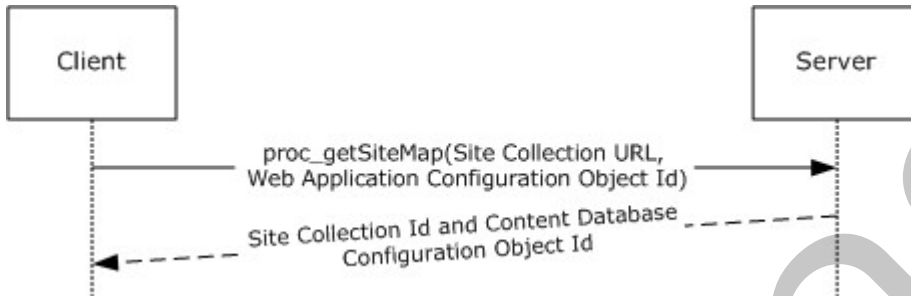 Client
Server
proc_getSiteMap(Site Collection URL,
Web Application Configuration Object Id)
Site Collection Id and Content Database
Configuration Object Id